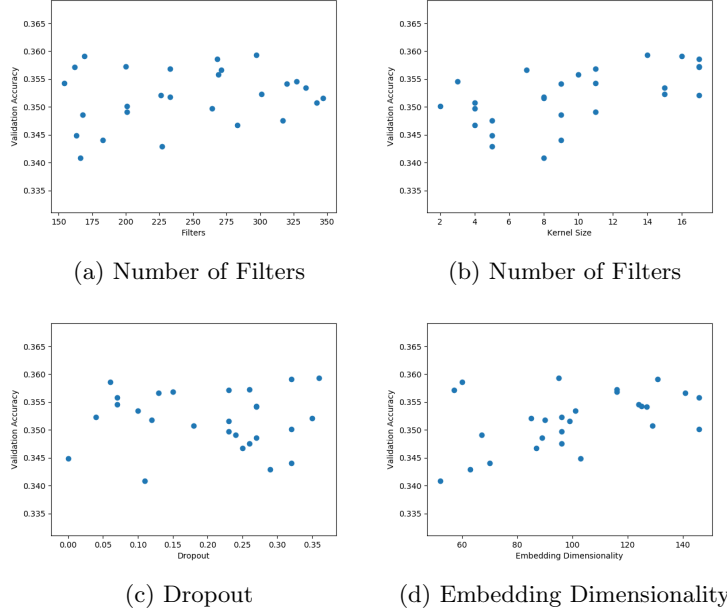 0.365
0.360
0.355
0.350
0.345
0.340
0.335
Validation Accuracy
150 175 200 225 250 275 300 325 350
Filters
(a) Number of Filters
0.365
0.360
0.355
0.350
0.345
0.340
0.335
Validation Accuracy
2 4 6 8 10 12 14 16
Kernel Size
(b) Number of Filters
0.365
0.360
0.355
0.350
0.345
0.340
0.335
Validation Accuracy
0.00 0.05 0.10 0.15 0.20 0.25 0.30 0.35
Dropout
(c) Dropout
0.365
0.360
0.355
0.350
0.345
0.340
0.335
Validation Accuracy
60 80 100 120 140
Embedding Dimensionality
(d) Embedding Dimensionality